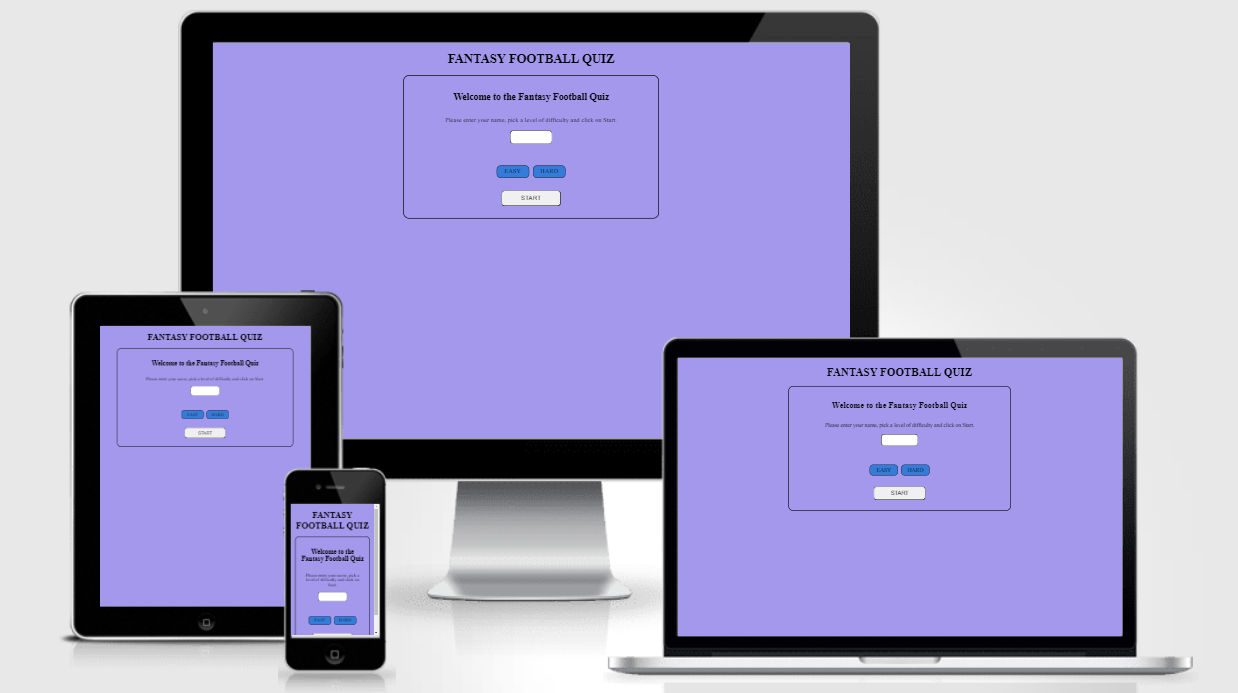 FANTASY FOOTBALL QUIZ
Welcome to the Fantasy Football Quiz
Please enter your name, pick a level of difficulty and click on Start.
EASY HARD
START
FANTASY FOOTBALL QUIZ
Welcome to the Fantasy Football Quiz
Please enter your name, pick a level of difficulty and click on Start.
EASY HARD
START
FANTASY
FOOTBALL QUIZ
Welcome to the
Fantasy Football Quiz
Please enter your name, pick a
level of difficulty and click on
Start.
EASY HARD
FANTASY FOOTBALL QUIZ
Welcome to the Fantasy Football Quiz
Please enter your name, pick a level of difficulty and click on Start.
EASY HARD
START